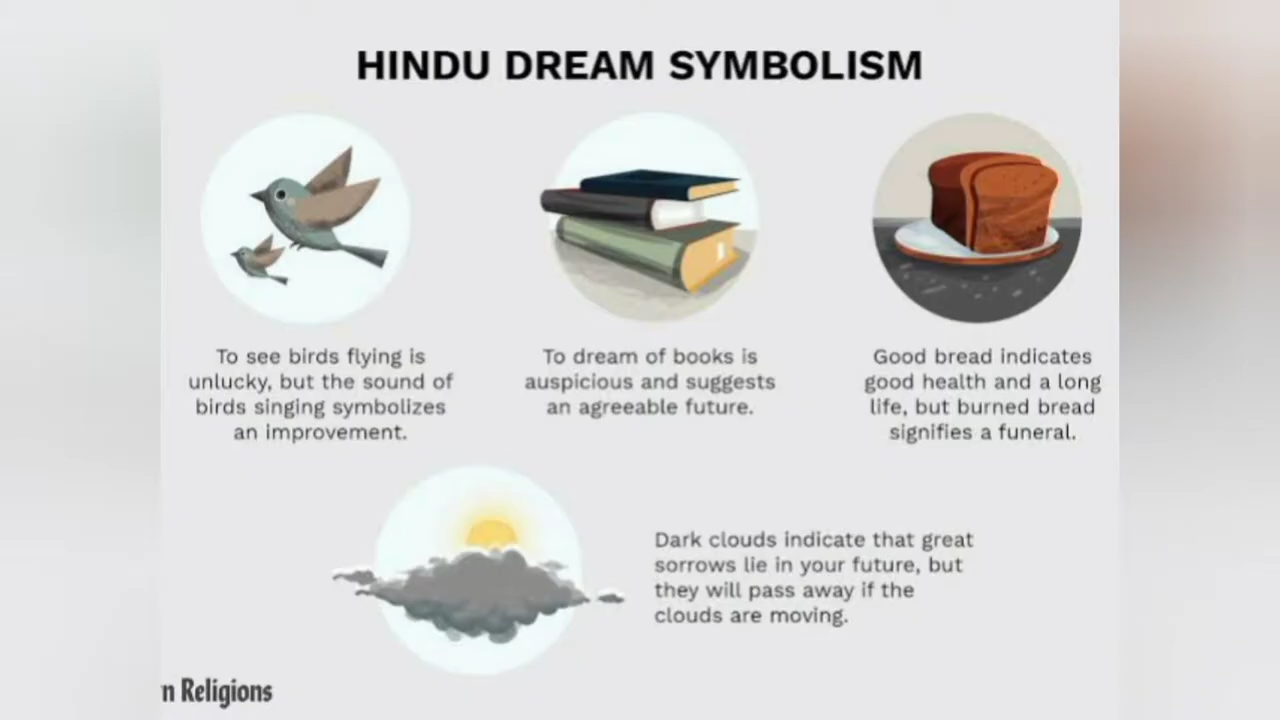 HINDU DREAM SYMBOLISM
To see birds flying is
unlucky, but the sound of
birds singing symbolizes
an improvement.
To dream of books is
auspicious and suggests
an agreeable future.
Good bread indicates
good health and a long
life, but burned bread
signifies a funeral.
Dark clouds indicate that great
sorrows lie in your future, but
they will pass away if the
clouds are moving.
n Religions